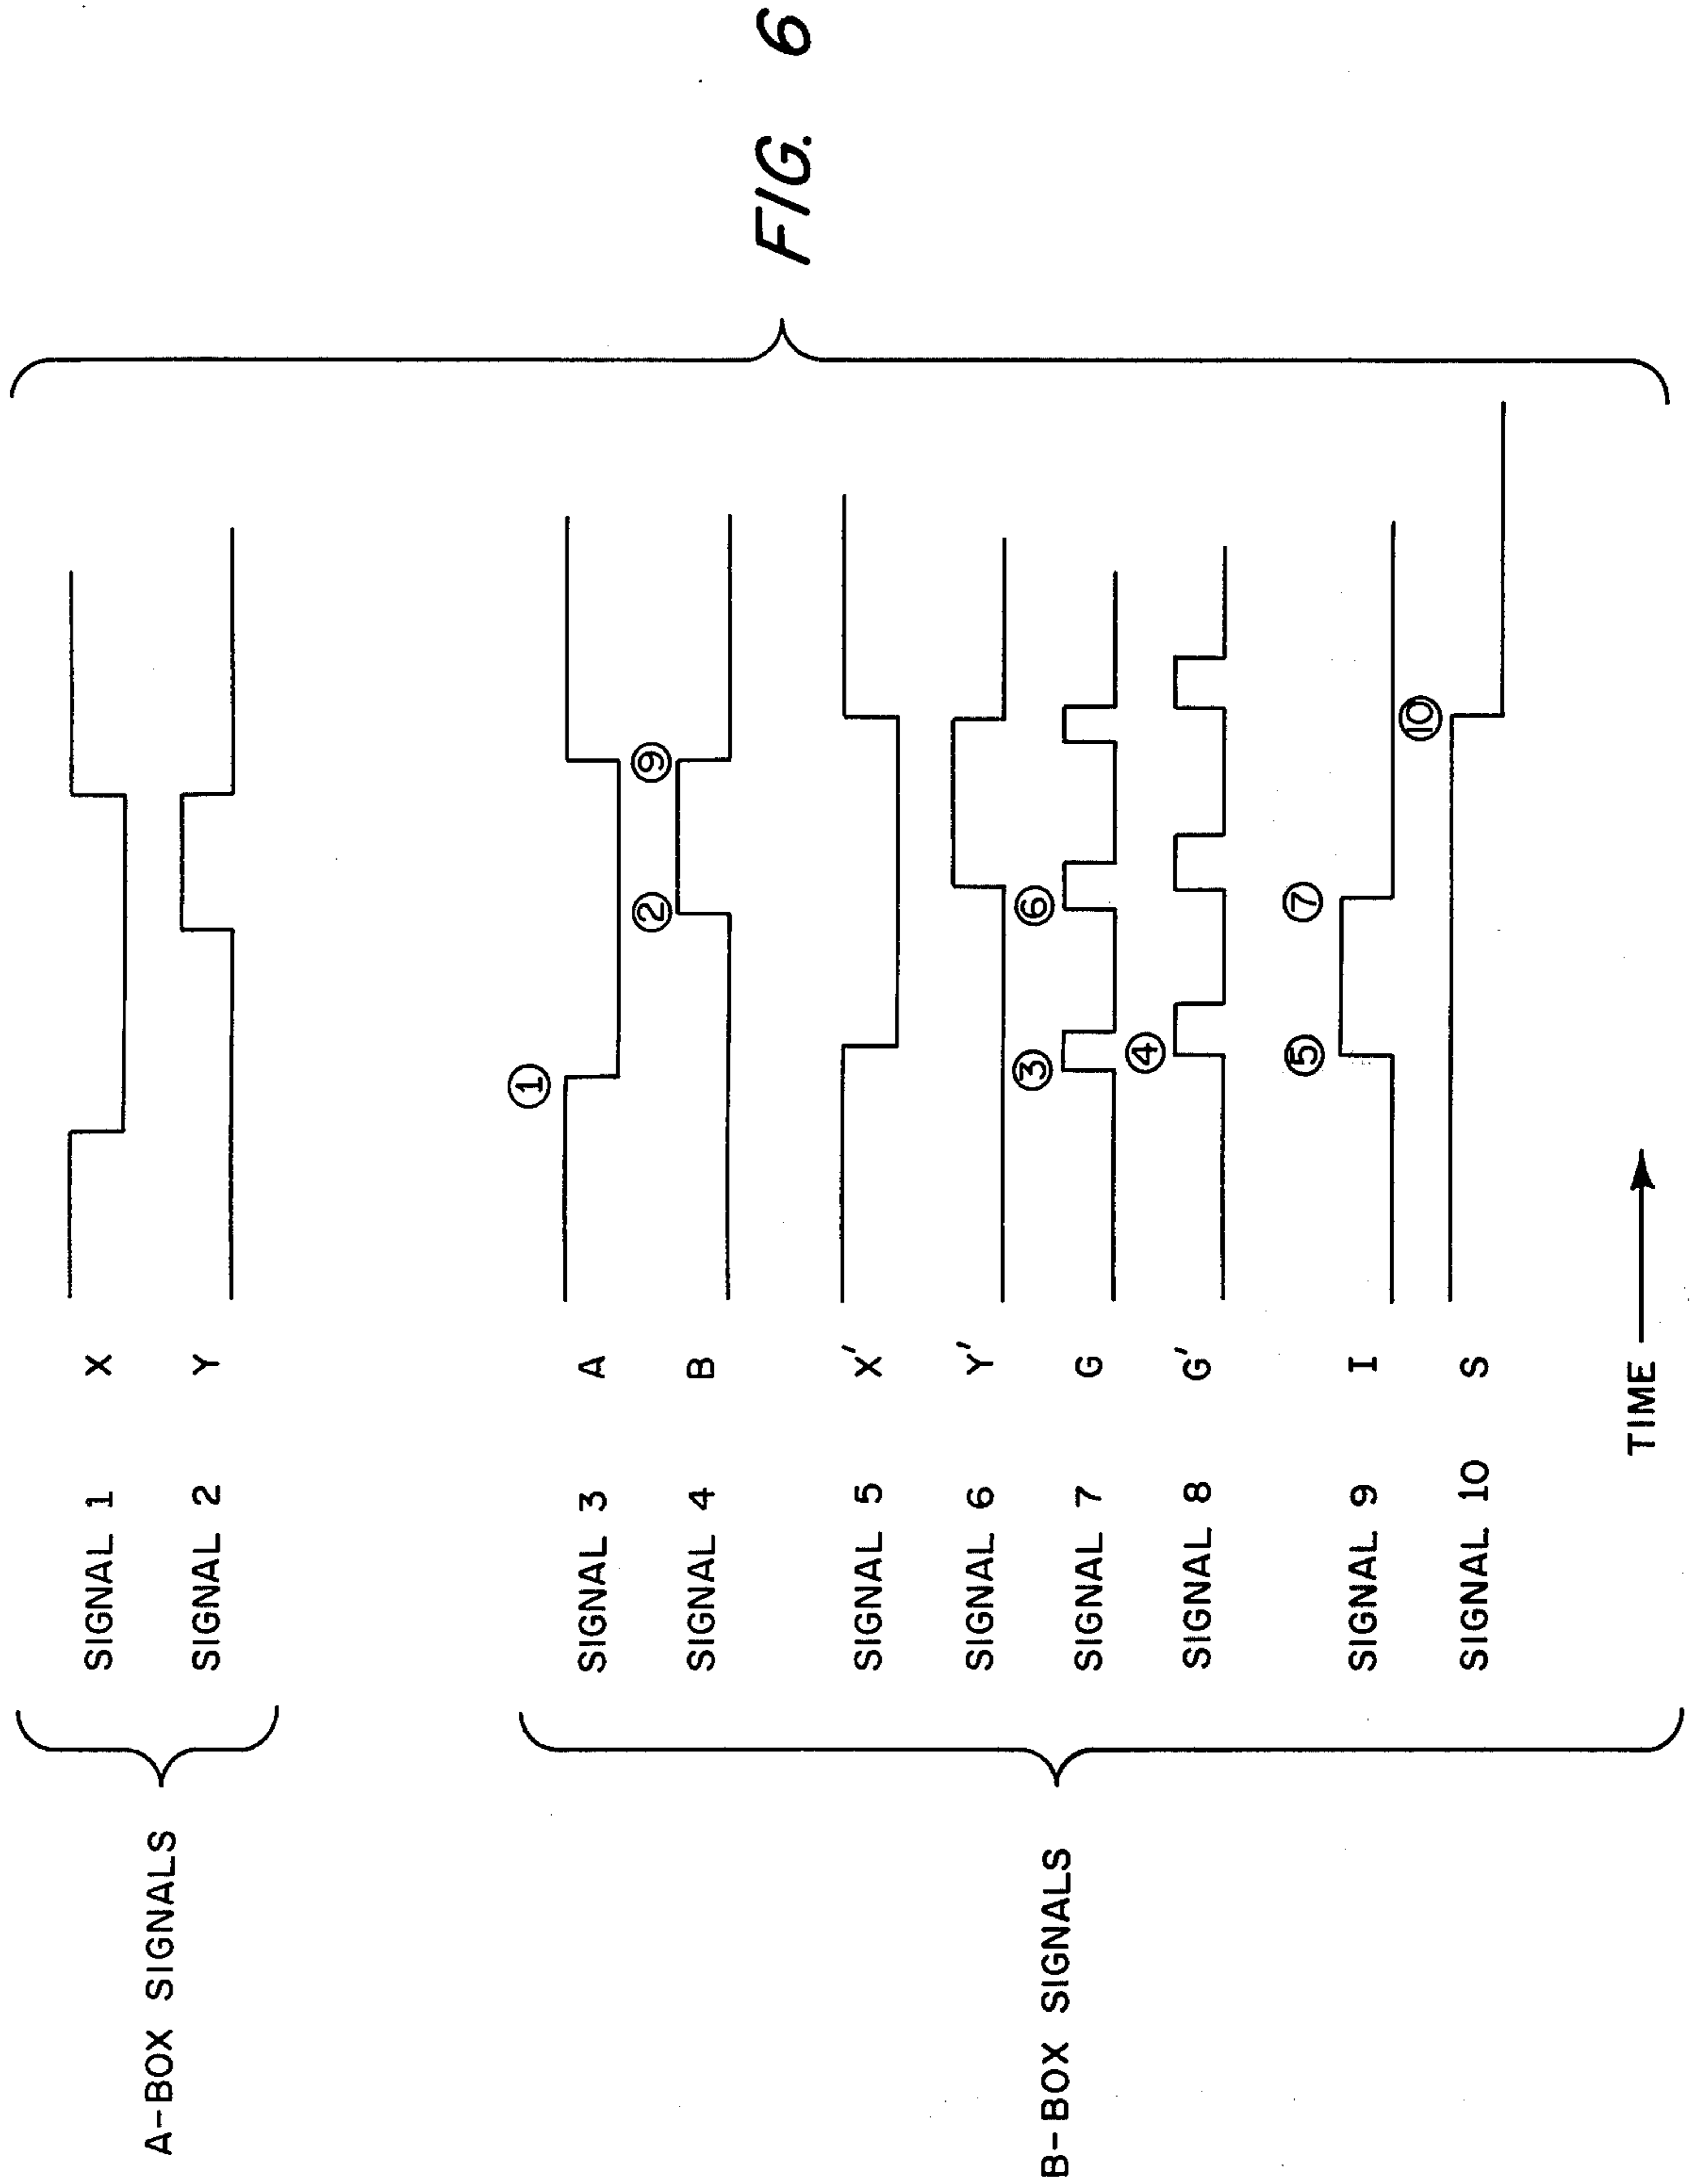 A-BOX SIGNALS
SIGNAL 1 X
SIGNAL 2 Y
B-BOX SIGNALS
SIGNAL 3 A ①
SIGNAL 4 B ② ⑨
SIGNAL 5 X'
SIGNAL 6 Y'
SIGNAL 7 G ③ ⑥
SIGNAL 8 G' ④
SIGNAL 9 I ⑤ ⑦
SIGNAL 10 S ⑩
TIME
FIG. 6